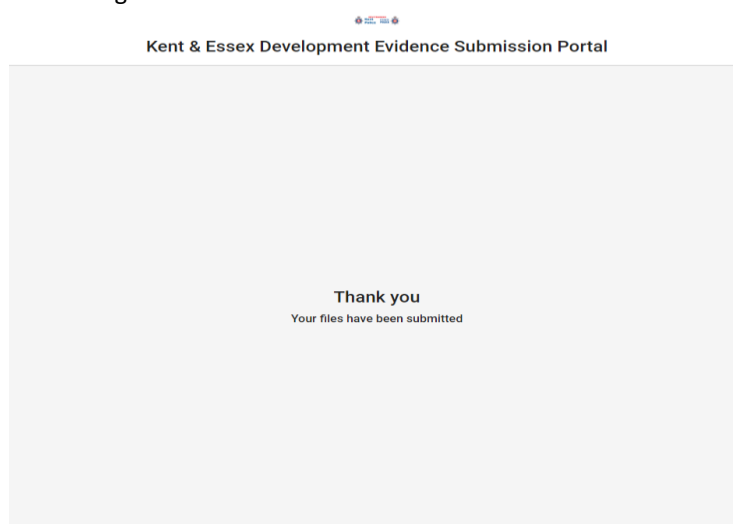 Kent & Essex Development Evidence Submission Portal
Thank you
Your files have been submitted